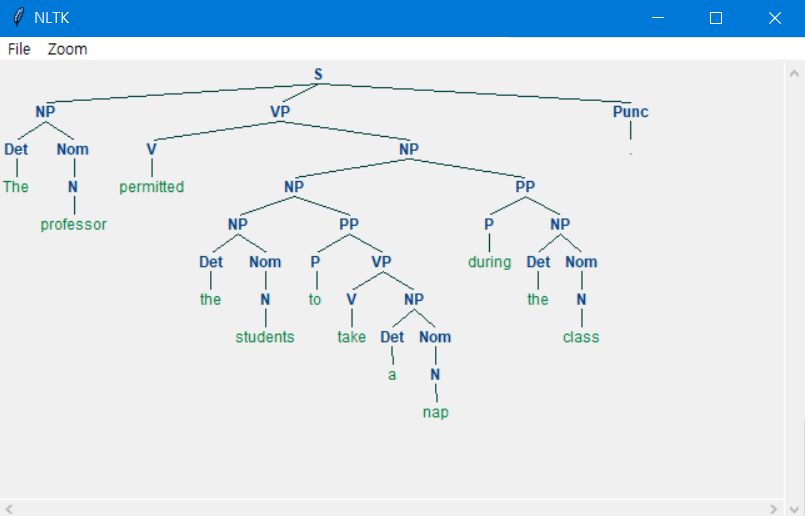 NLTK
File Zoom
S
NP VP Punc
Det Nom V NP .
The N permitted NP PP
professor NP PP P NP
Det Nom P VP during Det Nom
the N to V NP the N
students take Det Nom class
a N
nap